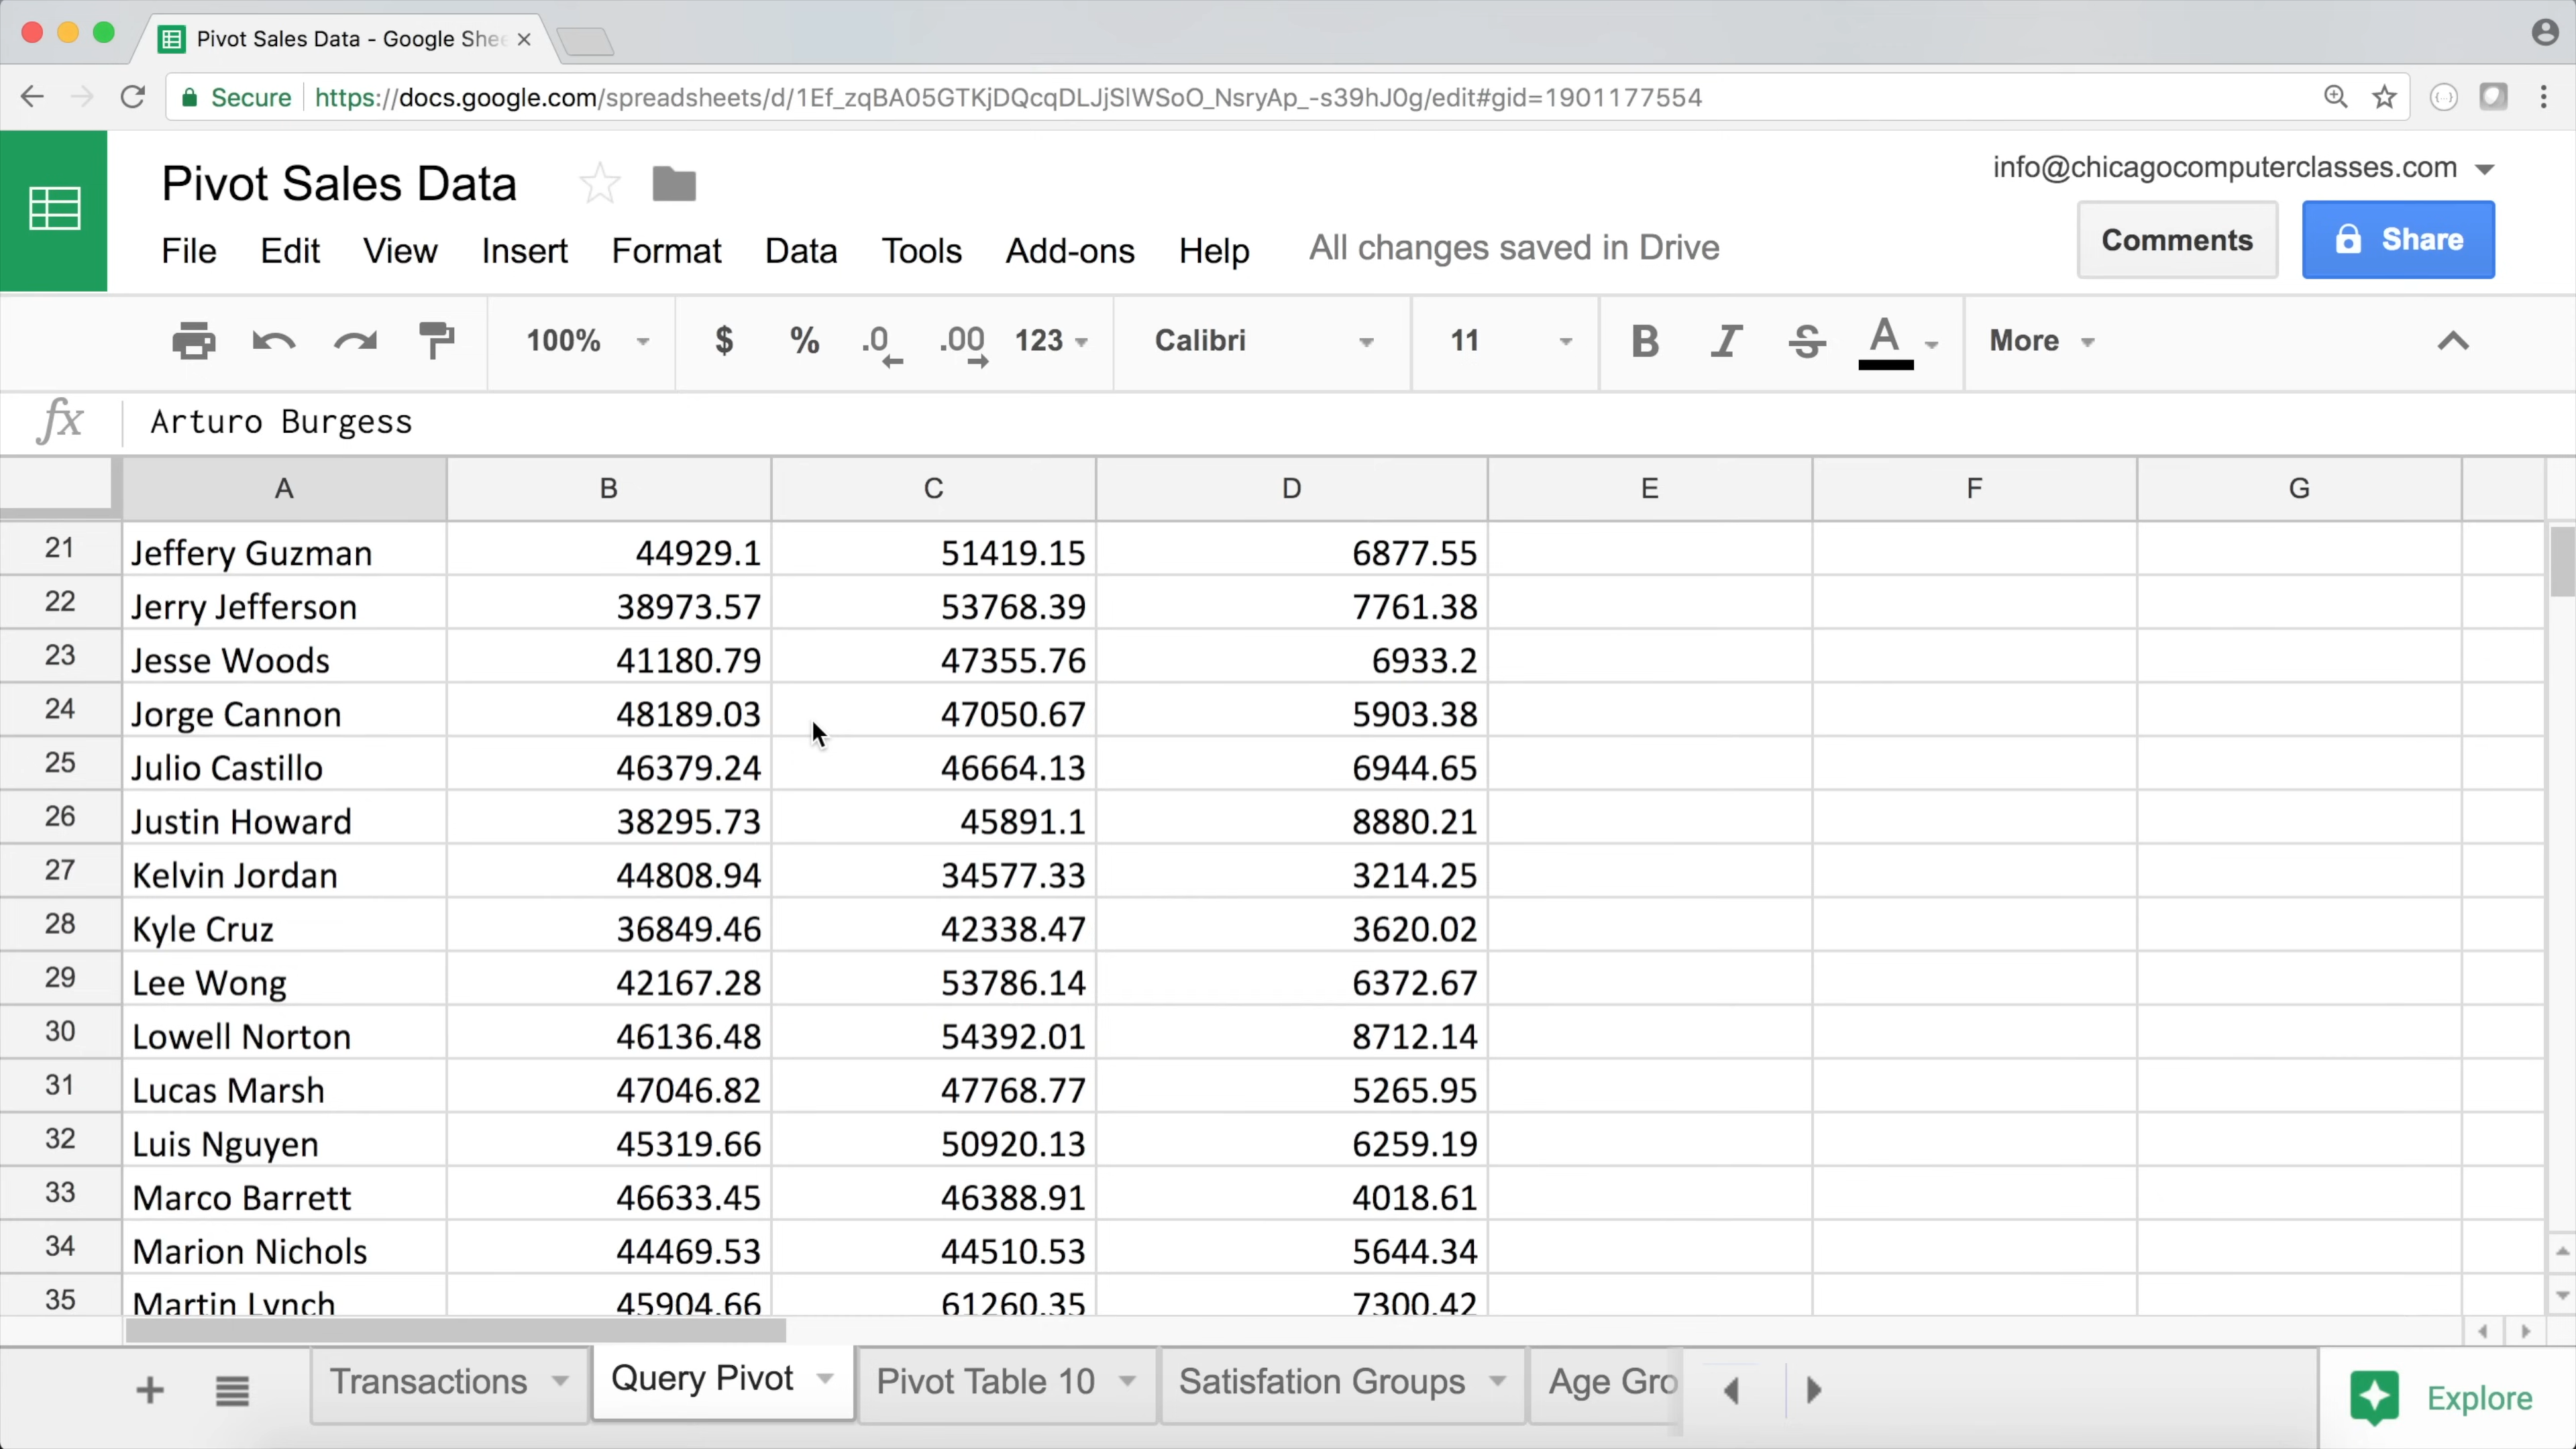 Pivot Sales Data - Google Shee
Secure https://docs.google.com/spreadsheets/d/1Ef_zqBA05GTKjDQcqDLJjSlWSoO_NsryAp_-s39hJ0g/edit#gid=1901177554
Pivot Sales Data
info@chicagocomputerclasses.com
File Edit View Insert Format Data Tools Add-ons Help All changes saved in Drive
Comments Share
100% $ % .0 .00 123 Calibri 11 B I S A More
fx Arturo Burgess
A B C D E F G
21 Jeffery Guzman 44929.1 51419.15 6877.55
22 Jerry Jefferson 38973.57 53768.39 7761.38
23 Jesse Woods 41180.79 47355.76 6933.2
24 Jorge Cannon 48189.03 47050.67 5903.38
25 Julio Castillo 46379.24 46664.13 6944.65
26 Justin Howard 38295.73 45891.1 8880.21
27 Kelvin Jordan 44808.94 34577.33 3214.25
28 Kyle Cruz 36849.46 42338.47 3620.02
29 Lee Wong 42167.28 53786.14 6372.67
30 Lowell Norton 46136.48 54392.01 8712.14
31 Lucas Marsh 47046.82 47768.77 5265.95
32 Luis Nguyen 45319.66 50920.13 6259.19
33 Marco Barrett 46633.45 46388.91 4018.61
34 Marion Nichols 44469.53 44510.53 5644.34
35 Martin Lynch 45904.66 61260.35 7300.42
Transactions Query Pivot Pivot Table 10 Satisfation Groups Age Gro Explore